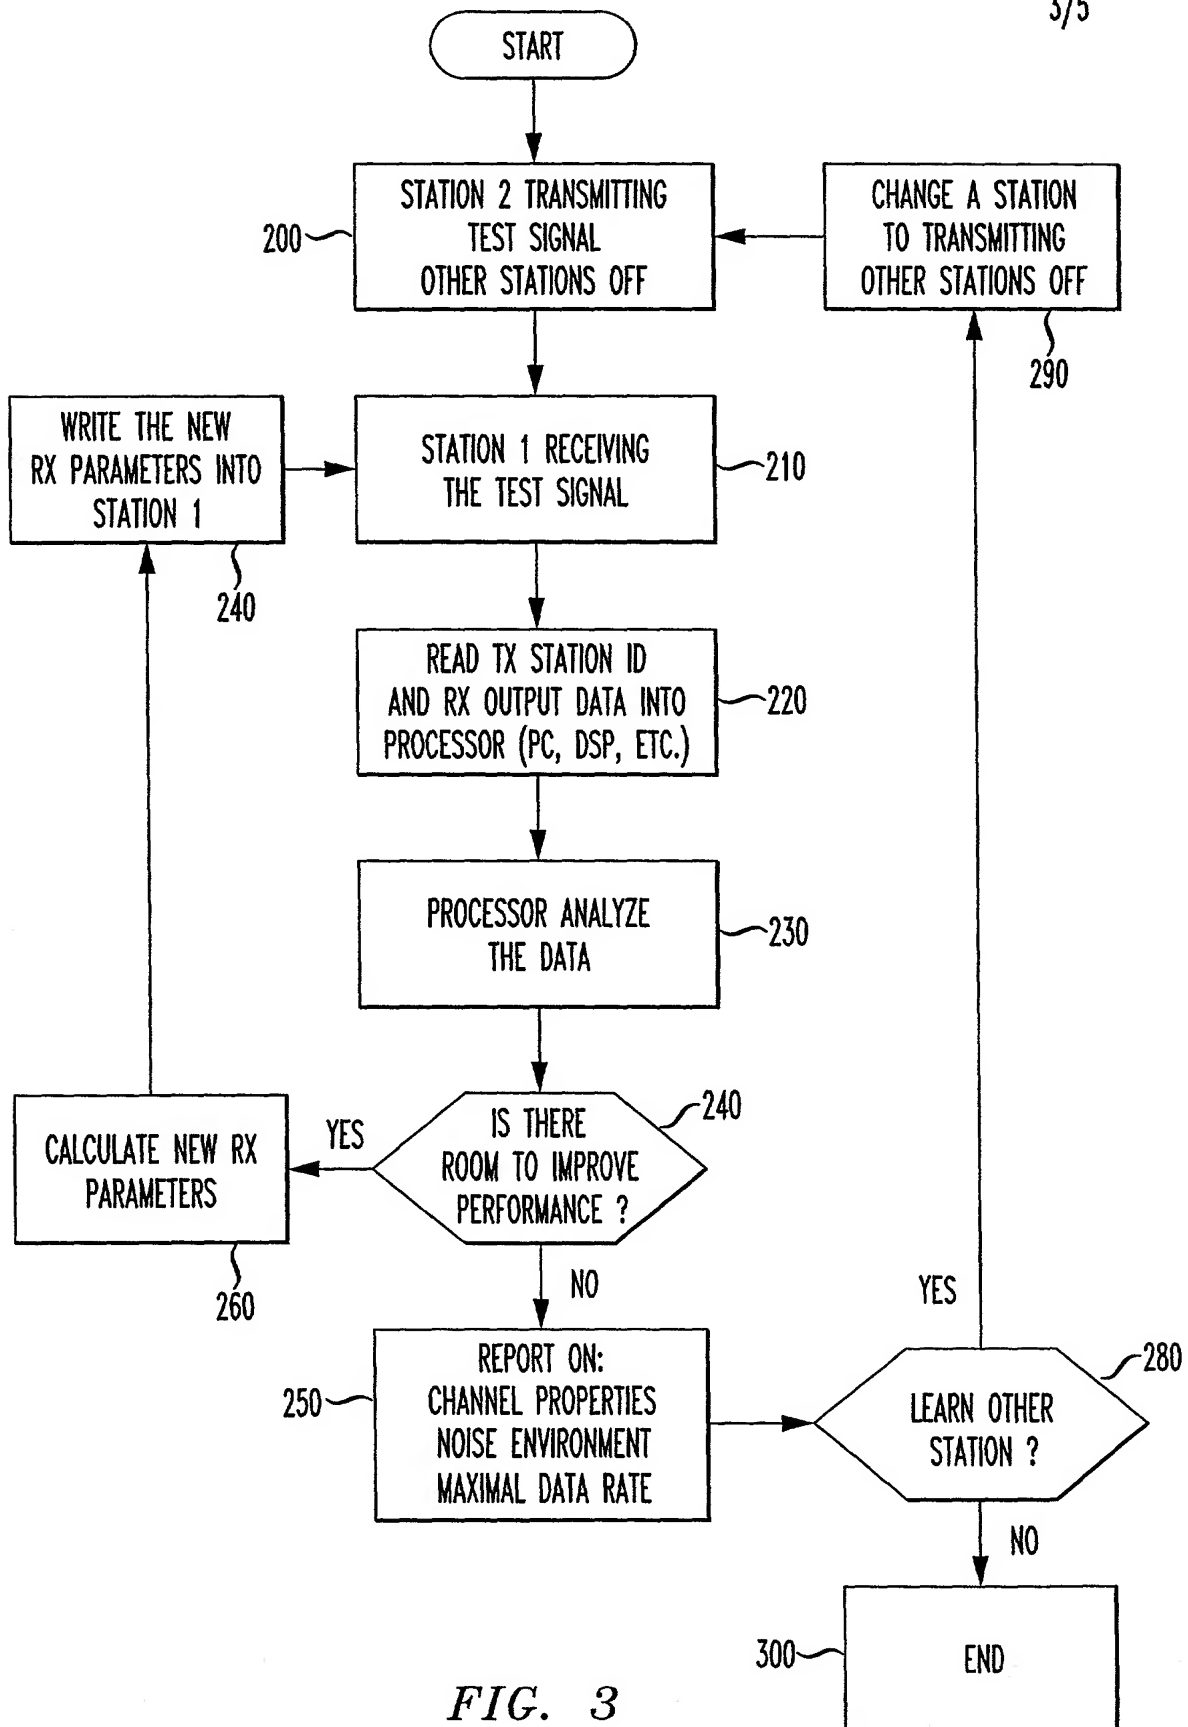 3/5
START
STATION 2 TRANSMITTING
TEST SIGNAL
OTHER STATIONS OFF
200
CHANGE A STATION
TO TRANSMITTING
OTHER STATIONS OFF
290
WRITE THE NEW
RX PARAMETERS INTO
STATION 1
240
STATION 1 RECEIVING
THE TEST SIGNAL
210
READ TX STATION ID
AND RX OUTPUT DATA INTO
PROCESSOR (PC, DSP, ETC.)
220
PROCESSOR ANALYZE
THE DATA
230
IS THERE
ROOM TO IMPROVE
PERFORMANCE ?
240
YES
CALCULATE NEW RX
PARAMETERS
260
NO
REPORT ON:
CHANNEL PROPERTIES
NOISE ENVIRONMENT
MAXIMAL DATA RATE
250
YES
LEARN OTHER
STATION ?
280
NO
END
300
FIG. 3